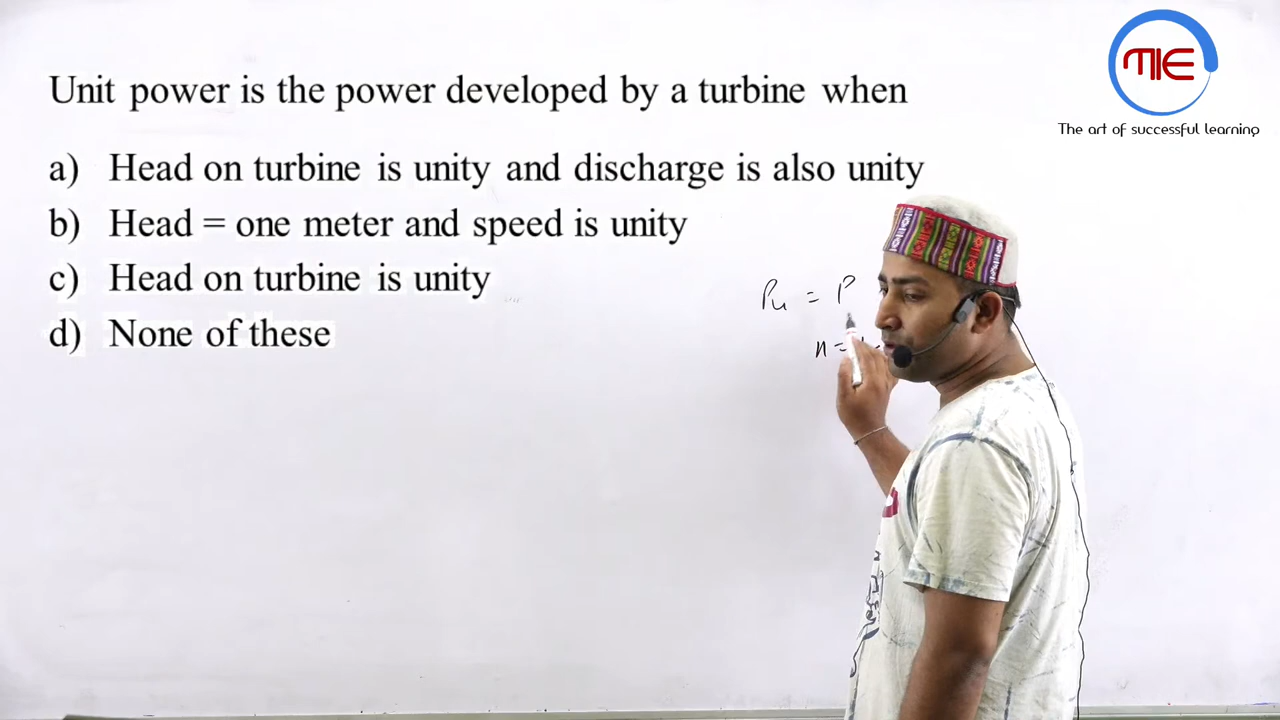 Unit power is the power developed by a turbine when
a) Head on turbine is unity and discharge is also unity
b) Head = one meter and speed is unity
c) Head on turbine is unity
d) None of these
MIE
The art of successful learning
Pu = P